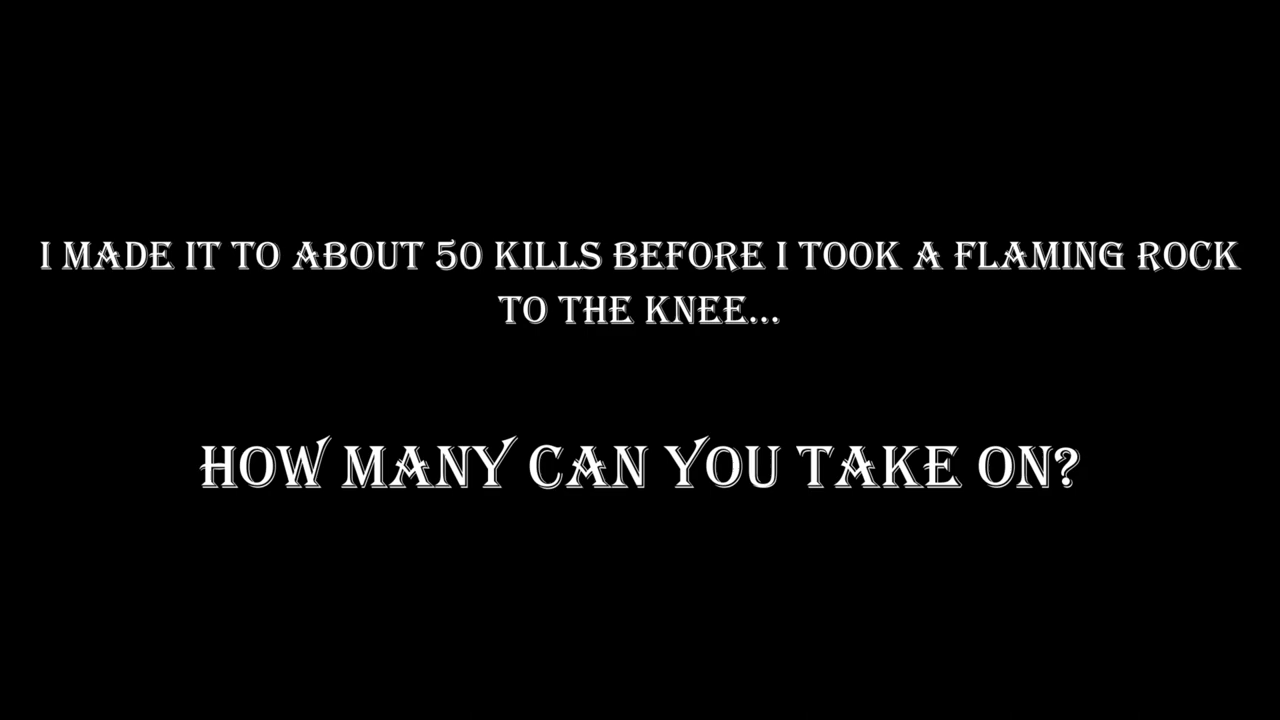 I MADE IT TO ABOUT 50 KILLS BEFORE I TOOK A FLAMING ROCK
TO THE KNEE...
HOW MANY CAN YOU TAKE ON?